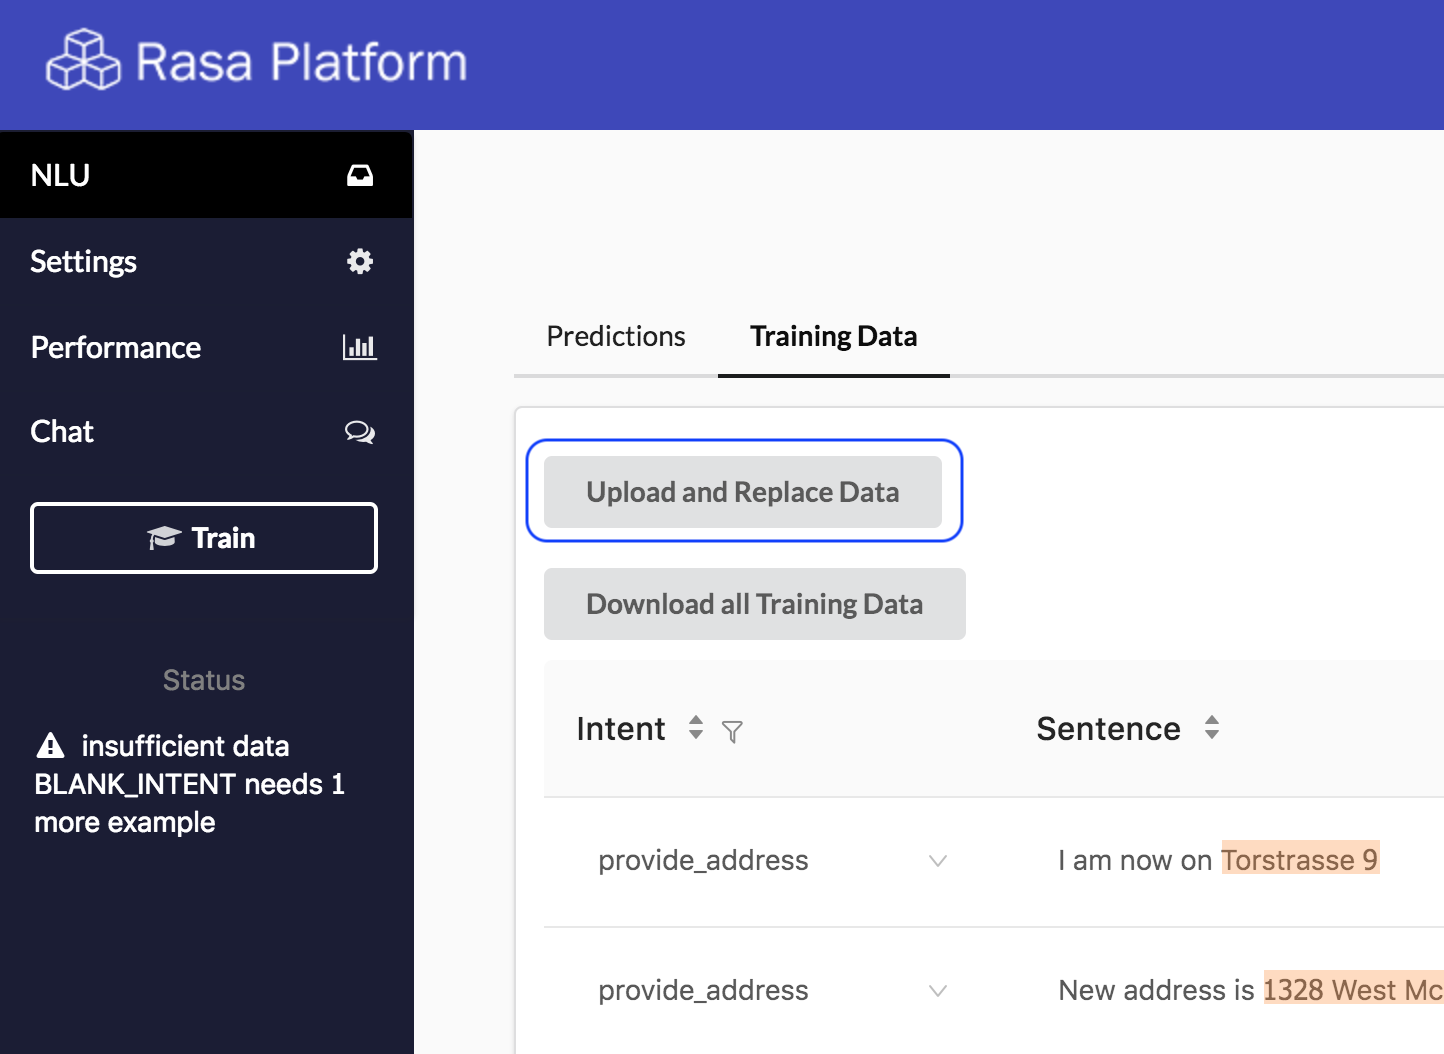 Rasa Platform
NLU
Settings
Performance
Chat
Train
Status
insufficient data
BLANK_INTENT needs 1
more example
Predictions
Training Data
Upload and Replace Data
Download all Training Data
Intent
Sentence
provide_address
I am now on Torstrasse 9
provide_address
New address is 1328 West Mc